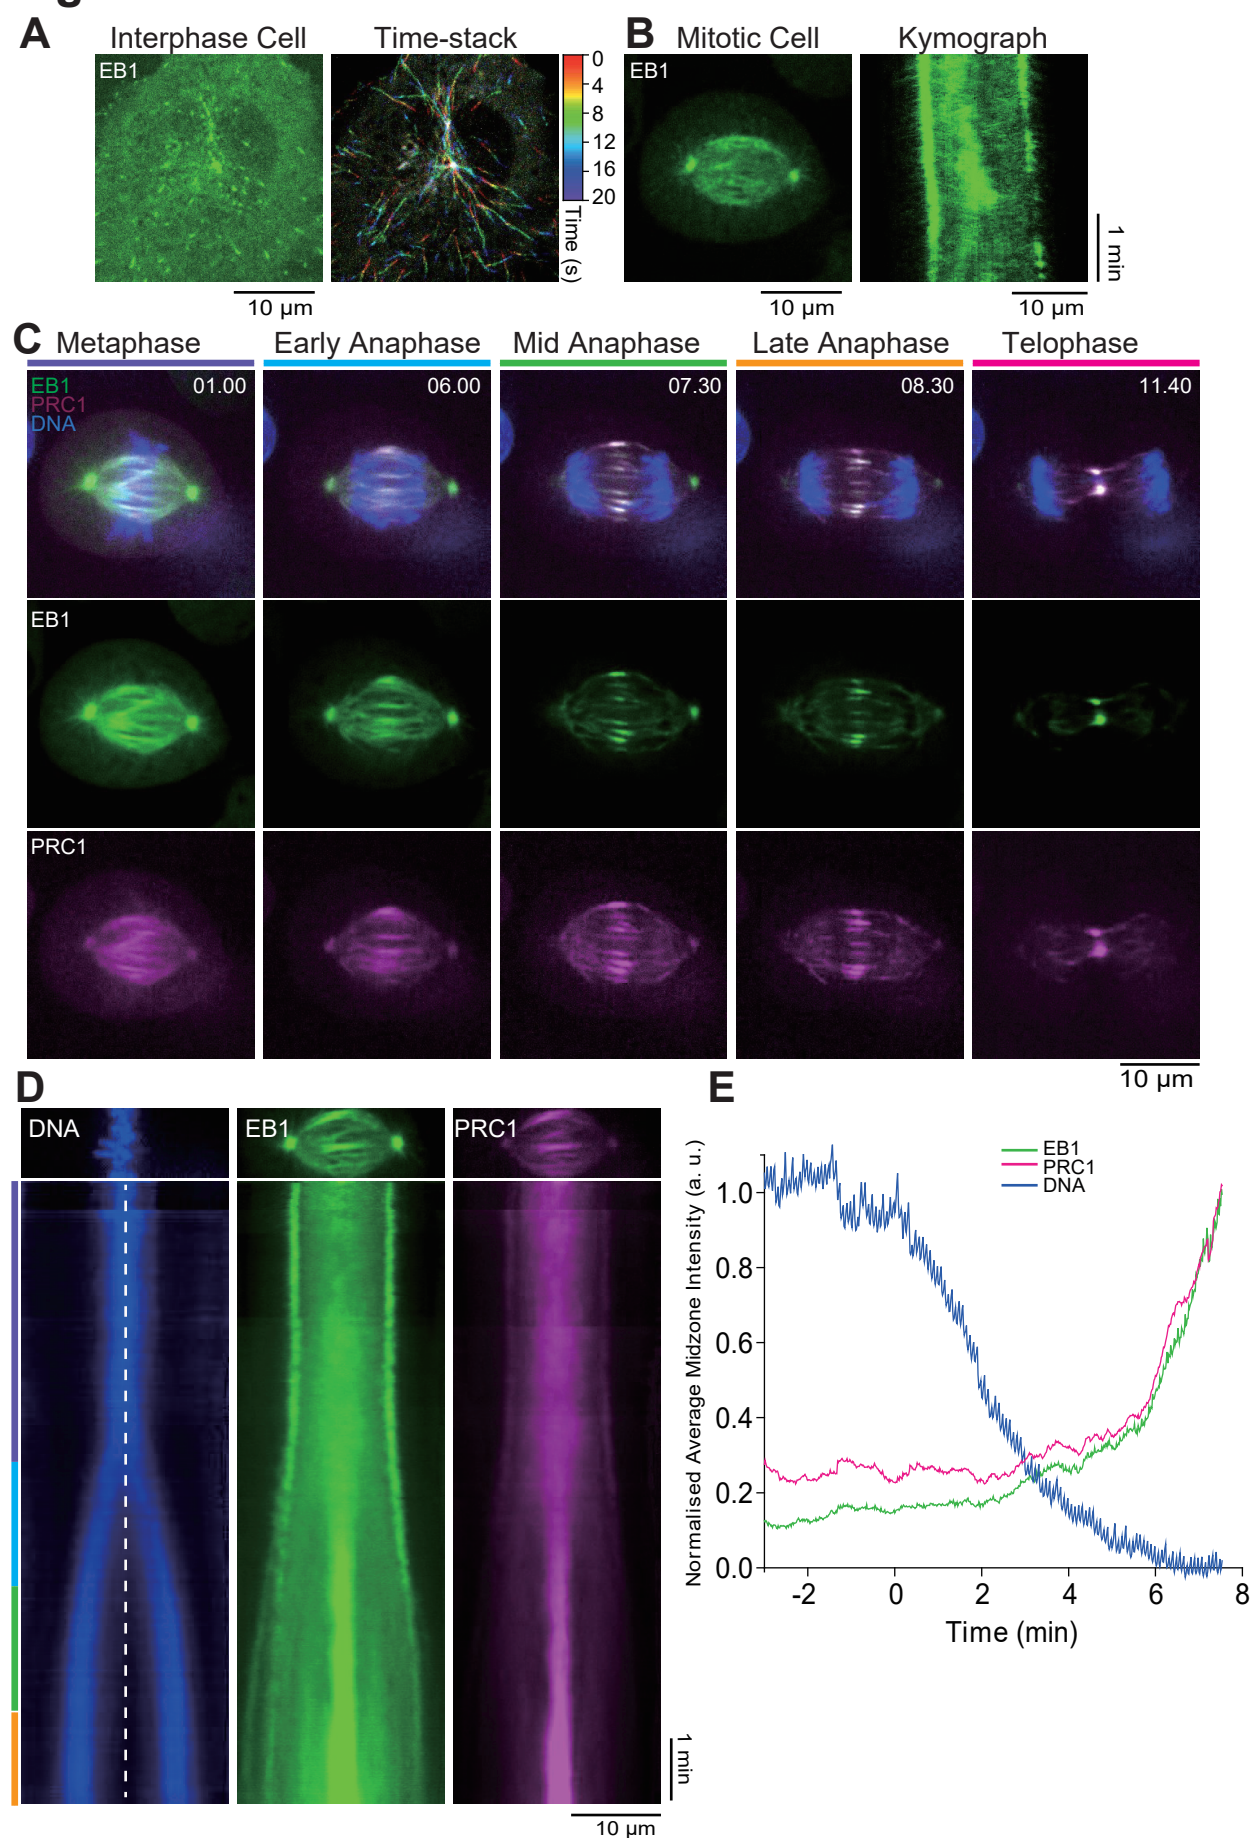 A
Interphase Cell
Time-stack
EB1
0
4
8
12
16
20
Time (s)
10 µm
B
Mitotic Cell
Kymograph
EB1
1 min
10 µm
10 µm
C
Metaphase
Early Anaphase
Mid Anaphase
Late Anaphase
Telophase
EB1
PRC1
DNA
01.00
06.00
07.30
08.30
11.40
EB1
PRC1
10 µm
D
DNA
EB1
PRC1
1 min
10 µm
E
Normalised Average Midzone Intensity (a. u.)
EB1
PRC1
DNA
1.0
0.8
0.6
0.4
0.2
0.0
-2
0
2
4
6
8
Time (min)